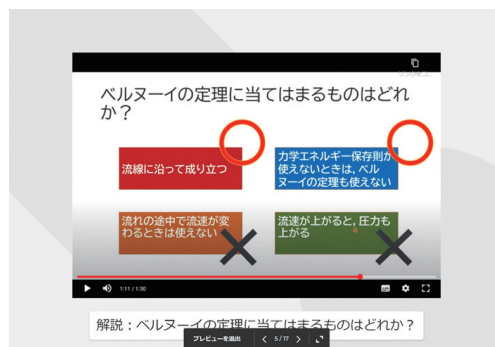 ベルヌーイの定理に当てはまるものはどれ
か？
流線に沿って成り立つ
力学エネルギー保存則が
使えないときは，ベル
ヌーイの定理も使えない
流れの途中で流速が変
わるときは使えない
流速が上がると，圧力も
上がる
1:11 / 1:30
解説：ベルヌーイの定理に当てはまるものはどれか？
プレビューを退出
5 / 17